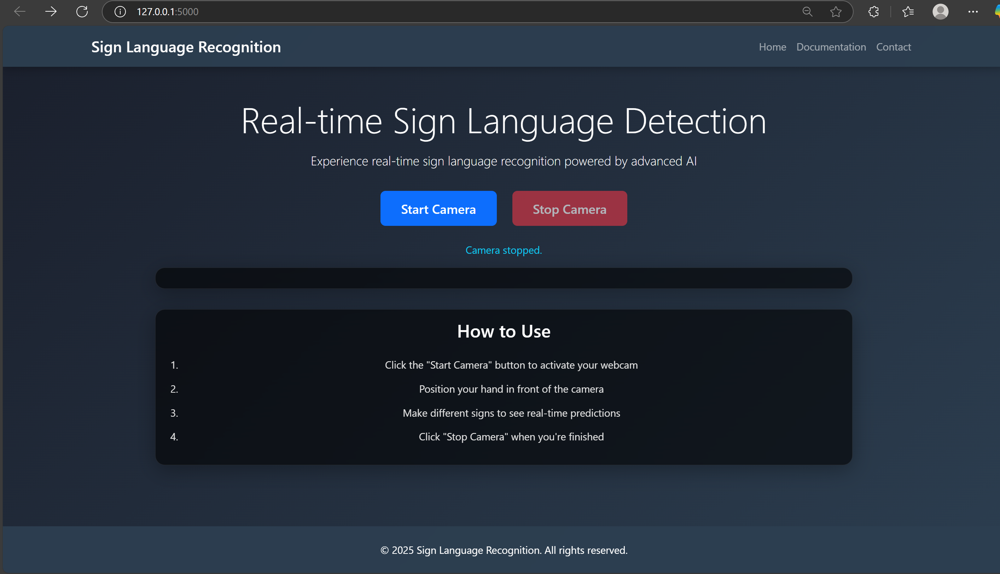 127.0.0.1:5000
Sign Language Recognition
Home Documentation Contact
Real-time Sign Language Detection
Experience real-time sign language recognition powered by advanced AI
Start Camera Stop Camera
Camera stopped.
How to Use
1. Click the "Start Camera" button to activate your webcam
2. Position your hand in front of the camera
3. Make different signs to see real-time predictions
4. Click "Stop Camera" when you're finished
© 2025 Sign Language Recognition. All rights reserved.